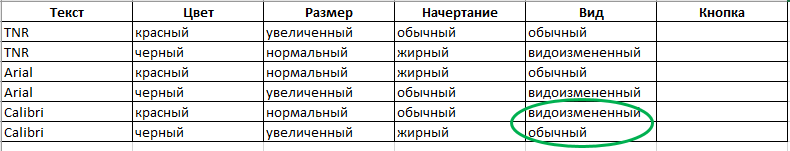 Текст Цвет Размер Начертание Вид Кнопка
TNR красный увеличенный обычный обычный
TNR черный нормальный жирный видоизмененный
Arial красный нормальный жирный обычный
Arial черный увеличенный обычный видоизмененный
Calibri красный нормальный обычный видоизмененный
Calibri черный увеличенный жирный обычный